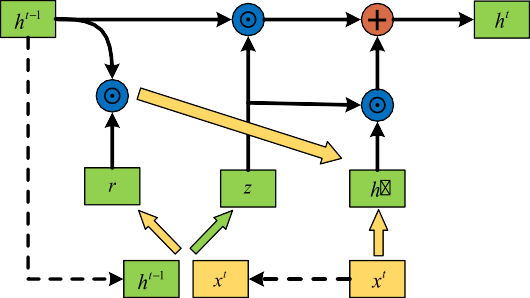 h^{t-1}
h^t
r
z
h
h^{t-1}
x^t
x^t